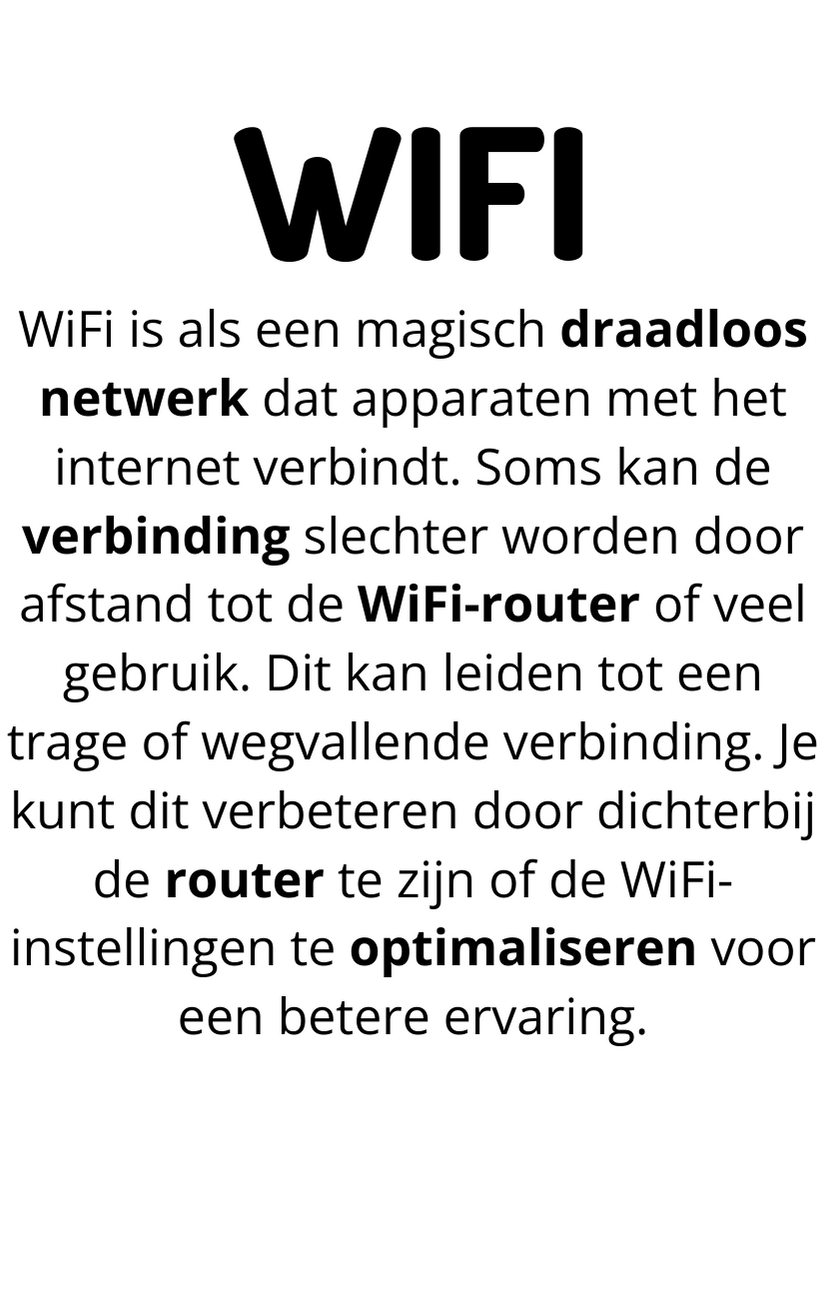 WIFI
WiFi is als een magisch draadloos
netwerk dat apparaten met het
internet verbindt. Soms kan de
verbinding slechter worden door
afstand tot de WiFi-router of veel
gebruik. Dit kan leiden tot een
trage of wegvallende verbinding. Je
kunt dit verbeteren door dichterbij
de router te zijn of de WiFi-
instellingen te optimaliseren voor
een betere ervaring.